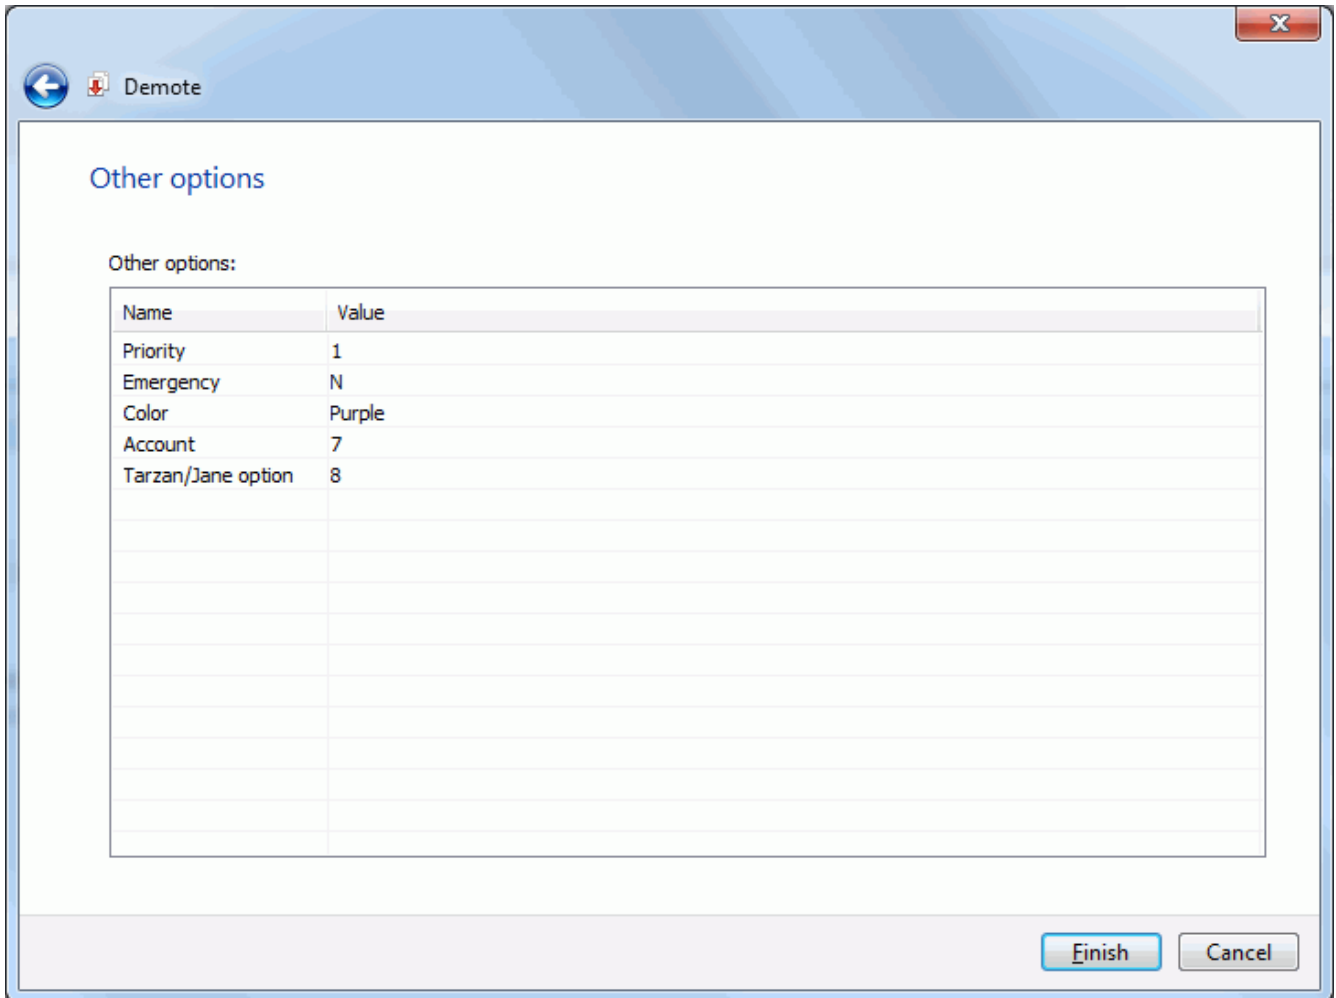 Demote
Other options
Other options:
Name Value
Priority 1
Emergency N
Color Purple
Account 7
Tarzan/Jane option 8
Finish Cancel